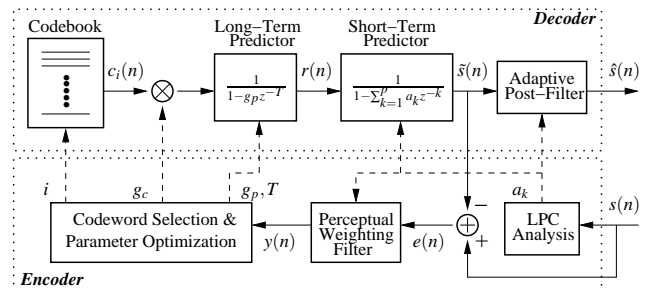 Decoder
Codebook
Long−Term
Predictor
Short−Term
Predictor
c_i(n)
r(n)
s̃(n)
ŝ(n)
1
1−g_p z^{−T}
1
1−∑_{k=1}^{p} a_k z^{−k}
Adaptive
Post−Filter
i
g_c
g_p,T
a_k
s(n)
−
+
Codeword Selection &
Parameter Optimization
y(n)
Perceptual
Weighting
Filter
e(n)
LPC
Analysis
Encoder